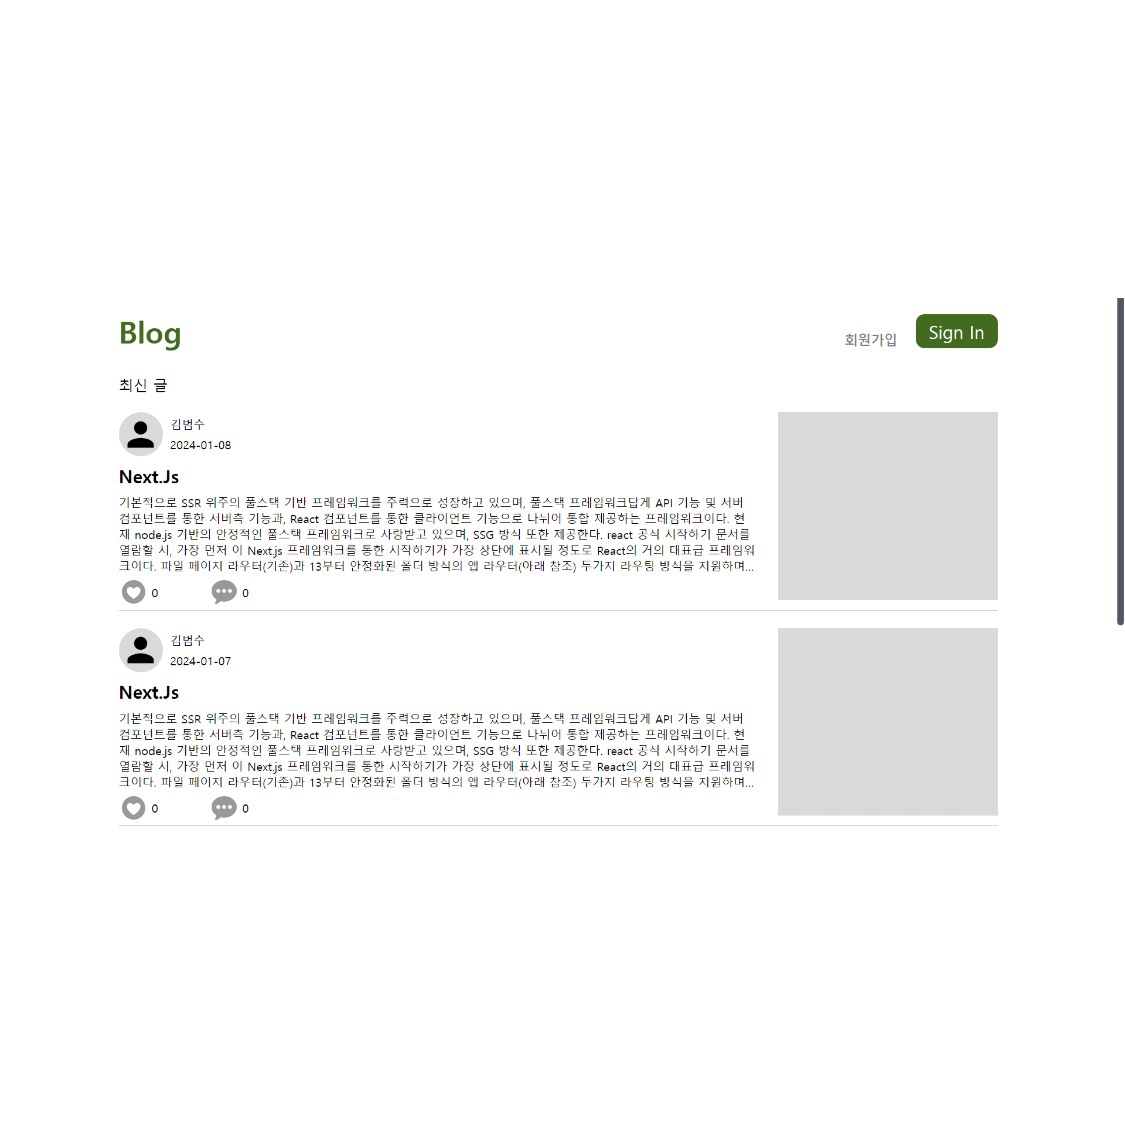 Blog
회원가입
Sign In
최신 글
김범수
2024-01-08
Next.Js
기본적으로 SSR 위주의 풀스택 기반 프레임워크를 주력으로 성장하고 있으며, 풀스택 프레임워크답게 API 기능 및 서버
컴포넌트를 통한 서버측 기능과, React 컴포넌트를 통한 클라이언트 기능으로 나뉘어 통합 제공하는 프레임워크이다. 현
재 node.js 기반의 안정적인 풀스택 프레임워크로 사랑받고 있으며, SSG 방식 또한 제공한다. react 공식 시작하기 문서를
열람할 시, 가장 먼저 이 Next.js 프레임워크를 통한 시작하기가 가장 상단에 표시될 정도로 React의 거의 대표급 프레임워
크이다. 파일 페이지 라우터(기존)과 13부터 안정화된 폴더 방식의 앱 라우터(아래 참조) 두가지 라우팅 방식을 지원하며...
0 0
김범수
2024-01-07
Next.Js
기본적으로 SSR 위주의 풀스택 기반 프레임워크를 주력으로 성장하고 있으며, 풀스택 프레임워크답게 API 기능 및 서버
컴포넌트를 통한 서버측 기능과, React 컴포넌트를 통한 클라이언트 기능으로 나뉘어 통합 제공하는 프레임워크이다. 현
재 node.js 기반의 안정적인 풀스택 프레임워크로 사랑받고 있으며, SSG 방식 또한 제공한다. react 공식 시작하기 문서를
열람할 시, 가장 먼저 이 Next.js 프레임워크를 통한 시작하기가 가장 상단에 표시될 정도로 React의 거의 대표급 프레임워
크이다. 파일 페이지 라우터(기존)과 13부터 안정화된 폴더 방식의 앱 라우터(아래 참조) 두가지 라우팅 방식을 지원하며...
0 0